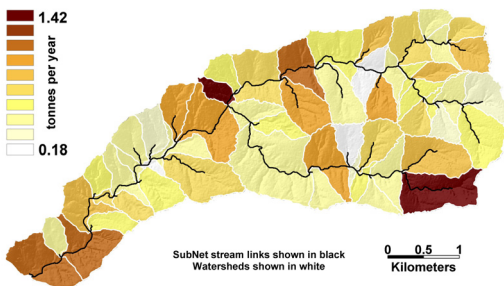 1.42
tonnes per year
0.18
SubNet stream links shown in black
Watersheds shown in white
0 0.5 1
Kilometers